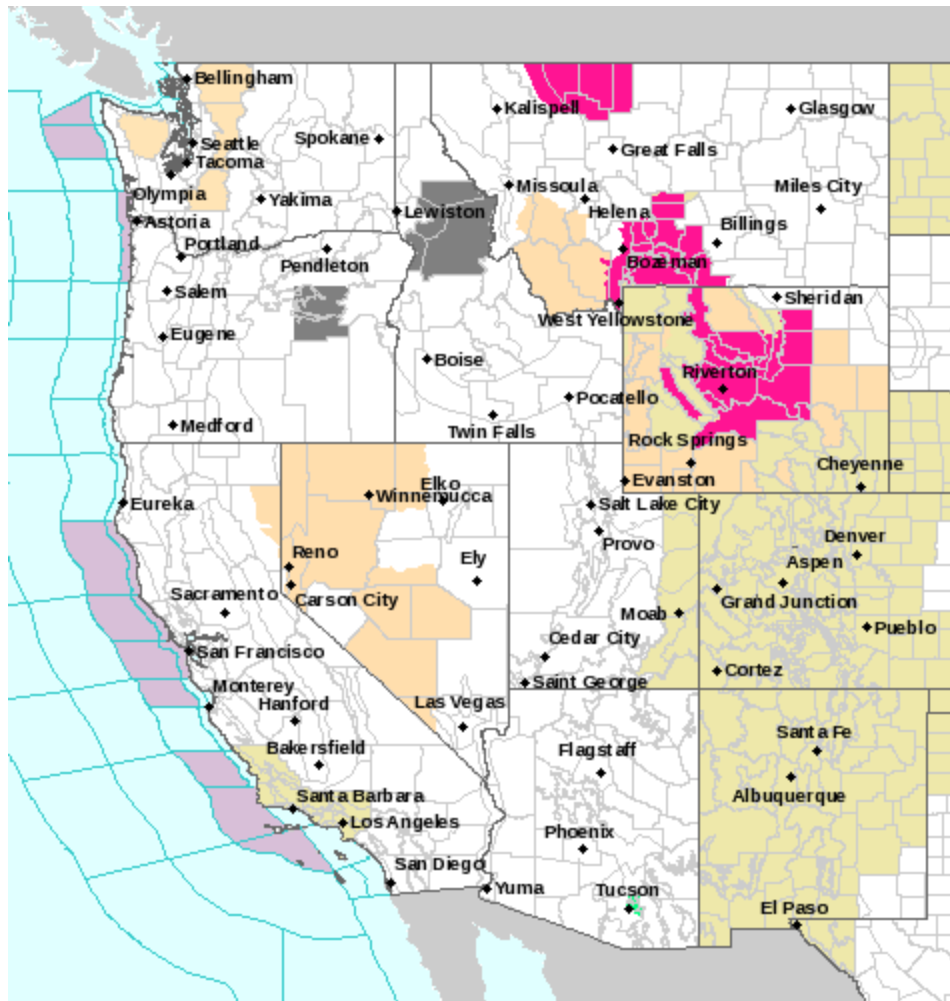 Bellingham
Kalispell
Glasgow
Spokane
Seattle
Great Falls
Tacoma
Missoula
Miles City
Olympia
Yakima
Helena
Lewiston
Astoria
Billings
Portland
Bozeman
Pendleton
Salem
Sheridan
West Yellowstone
Eugene
Boise
Riverton
Pocatello
Medford
Twin Falls
Rock Springs
Cheyenne
Elko
Evanston
Winnemucca
Eureka
Salt Lake City
Provo
Denver
Reno
Ely
Aspen
Sacramento
Carson City
Grand Junction
Moab
Pueblo
Cedar City
San Francisco
Cortez
Saint George
Monterey
Hanford
Las Vegas
Santa Fe
Bakersfield
Flagstaff
Santa Barbara
Albuquerque
Los Angeles
Phoenix
San Diego
Yuma
Tucson
El Paso